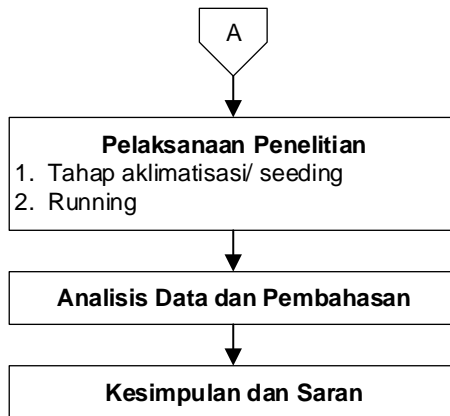 A
Pelaksanaan Penelitian
1. Tahap aklimatisasi/ seeding
2. Running
Analisis Data dan Pembahasan
Kesimpulan dan Saran